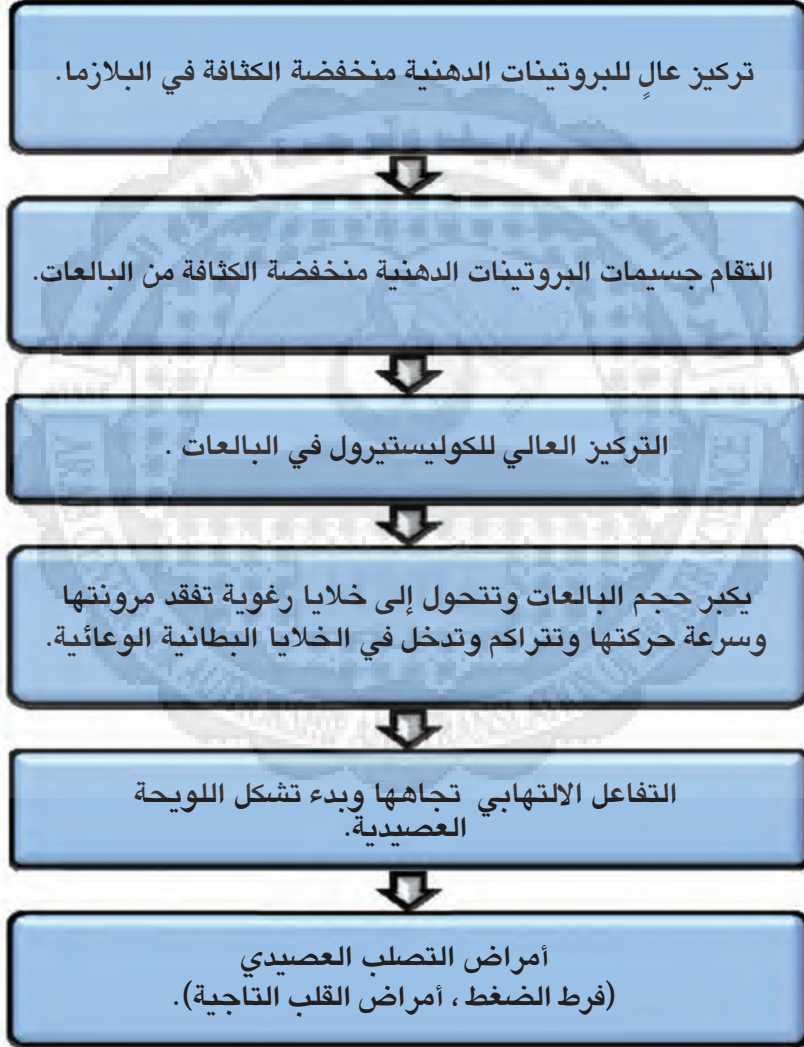 تركيز عالٍ للبروتينات الدهنية منخفضة الكثافة في البلازما.
التقام جسيمات البروتينات الدهنية منخفضة الكثافة من البالعات.
التركيز العالي للكوليستيرول في البالعات .
يكبر حجم البالعات وتتحول إلى خلايا رغوية تفقد مرونتها
وسرعة حركتها وتتراكم وتدخل في الخلايا البطانية الوعائية.
التفاعل الالتهابي تجاهها وبدء تشكل اللويحة
العصيدية.
أمراض التصلب العصيدي
(فرط الضغط ، أمراض القلب التاجية).